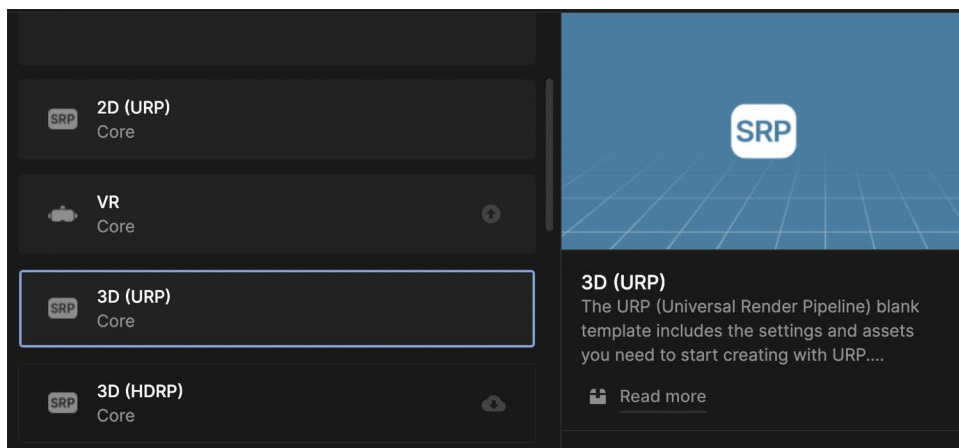 SRP
2D (URP)
Core
VR
Core
SRP
3D (URP)
Core
SRP
3D (HDRP)
Core
SRP
3D (URP)
The URP (Universal Render Pipeline) blank
template includes the settings and assets
you need to start creating with URP....
Read more